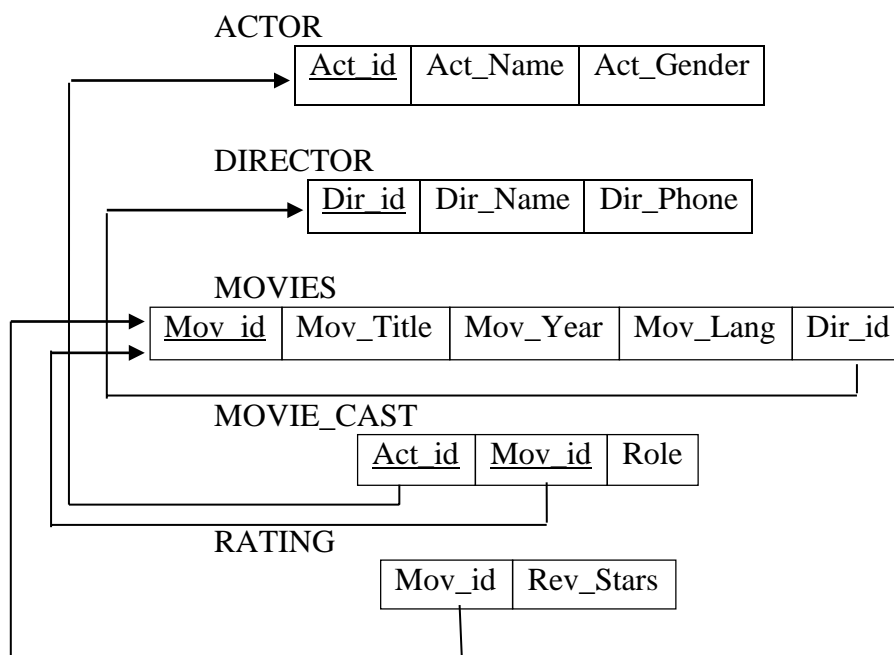 ACTOR
Act_id Act_Name Act_Gender
DIRECTOR
Dir_id Dir_Name Dir_Phone
MOVIES
Mov_id Mov_Title Mov_Year Mov_Lang Dir_id
MOVIE_CAST
Act_id Mov_id Role
RATING
Mov_id Rev_Stars